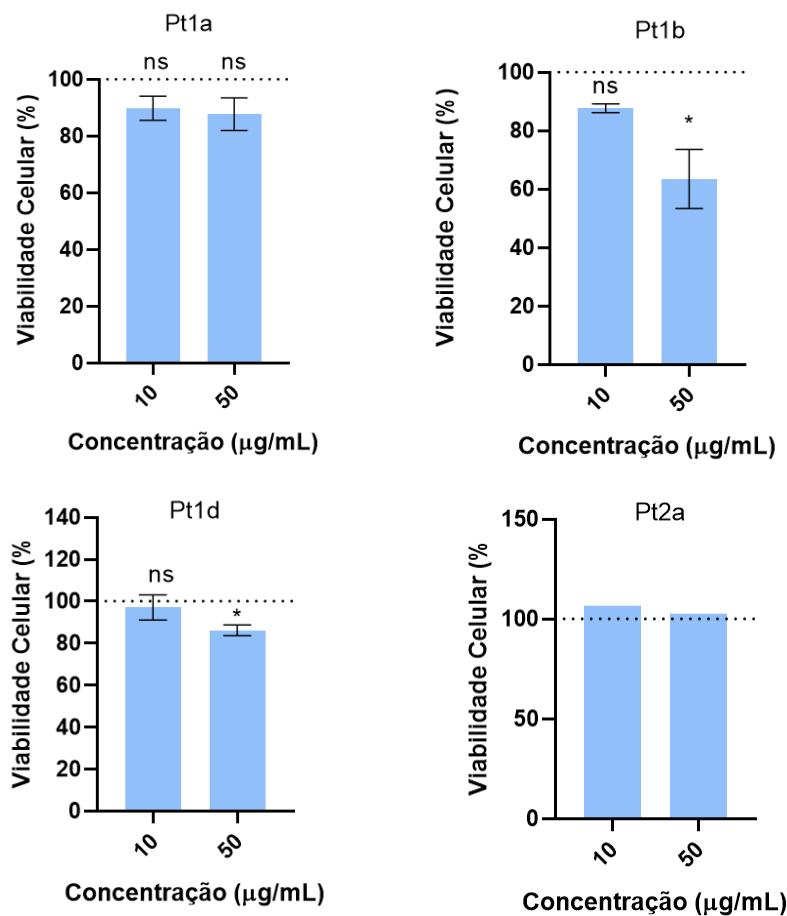 Pt1a
ns
ns
100
80
60
40
20
0
Viabilidade Celular (%)
10
50
Concentração (μg/mL)
Pt1b
ns
*
100
80
60
40
20
0
Viabilidade Celular (%)
10
50
Concentração (μg/mL)
Pt1d
ns
*
140
120
100
80
60
40
20
0
Viabilidade Celular (%
10
50
Concentração (μg/mL)
Pt2a
150
100
50
0
Viabilidade Celular (%
10
50
Concentração (μg/mL)